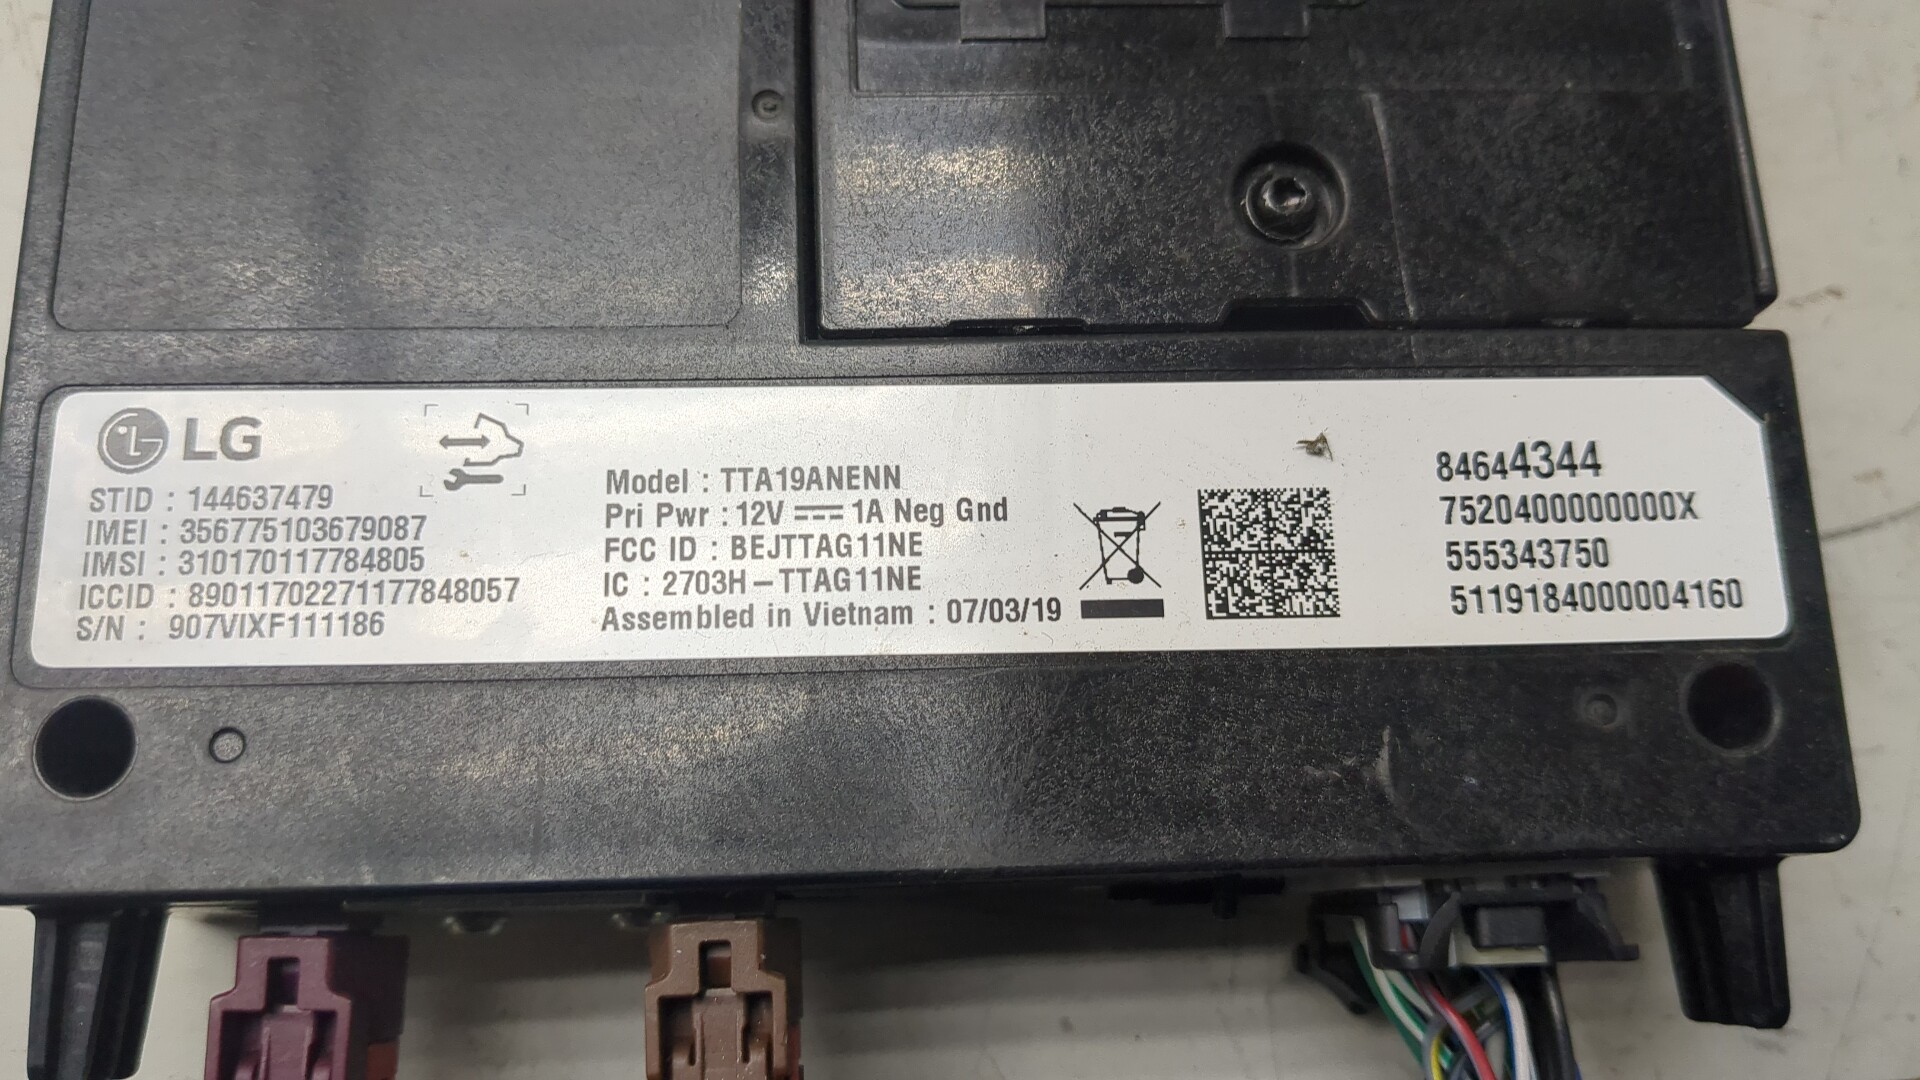 LG
STID : 144637479
IMEI : 356775103679087
IMSI : 310170117784805
ICCID : 89011702271177848057
S/N : 907VIXF111186
Model : TTA19ANENN
Pri Pwr : 12V ⎓ 1A Neg Gnd
FCC ID : BEJTTAG11NE
IC : 2703H-TTAG11NE
Assembled in Vietnam : 07/03/19
84644344
7520400000000X
555343750
5119184000004160